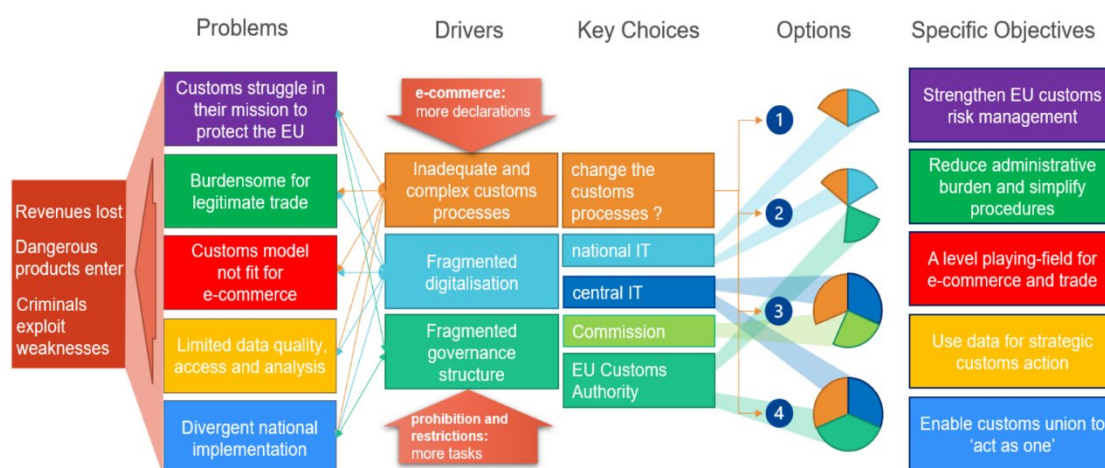 Problems
Drivers
Key Choices
Options
Specific Objectives
Revenues lost
Dangerous
products enter
Criminals
exploit
weaknesses
Customs struggle in
their mission to
protect the EU
Burdensome for
legitimate trade
Customs model
not fit for
e-commerce
Limited data quality,
access and analysis
Divergent national
implementation
e-commerce:
more declarations
Inadequate and
complex customs
processes
Fragmented
digitalisation
Fragmented
governance
structure
prohibition and
restrictions:
more tasks
change the
customs
processes ?
national IT
central IT
Commission
EU Customs
Authority
1
2
3
4
Strengthen EU customs
risk management
Reduce administrative
burden and simplify
procedures
A level playing-field for
e-commerce and trade
Use data for strategic
customs action
Enable customs union to
‘act as one’